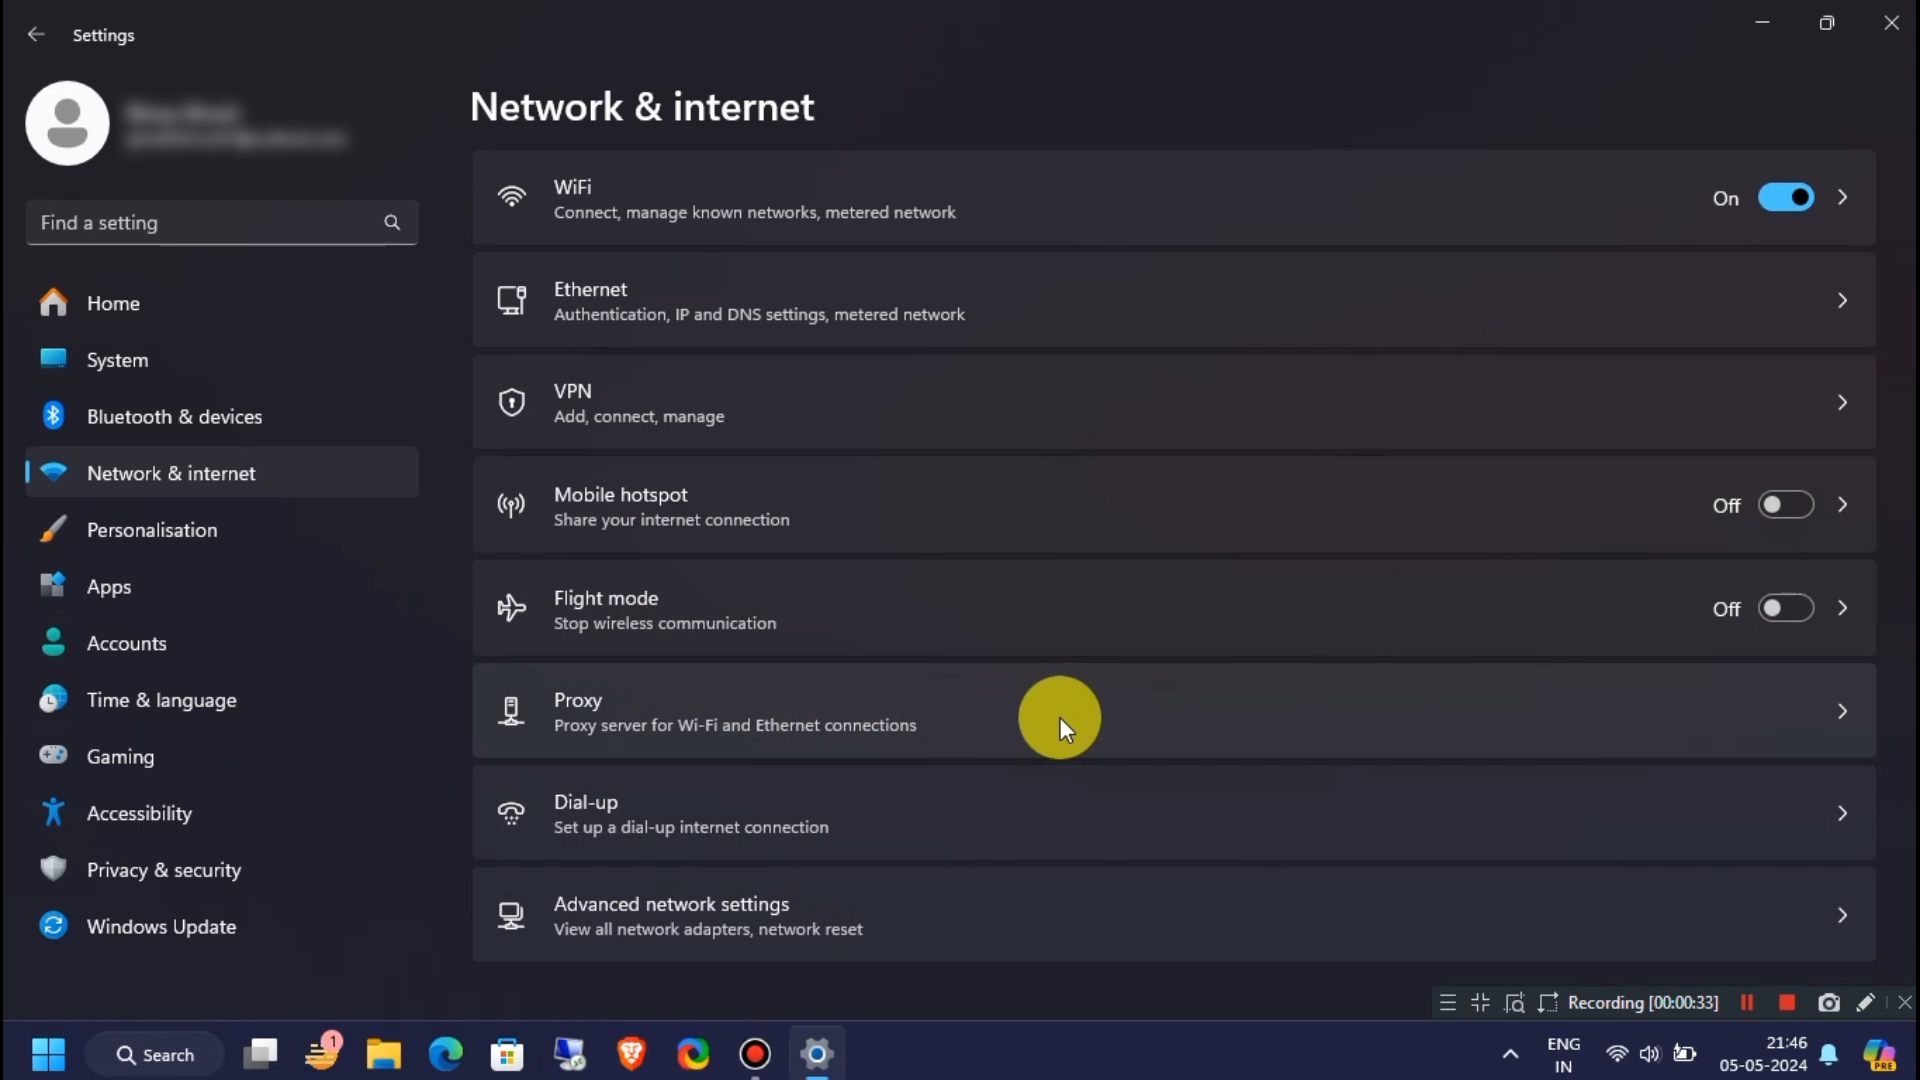 Settings
Find a setting
Home
System
Bluetooth & devices
Network & internet
Personalisation
Apps
Accounts
Time & language
Gaming
Accessibility
Privacy & security
Windows Update
Network & internet
WiFi
Connect, manage known networks, metered network
On
Ethernet
Authentication, IP and DNS settings, metered network
VPN
Add, connect, manage
Mobile hotspot
Share your internet connection
Off
Flight mode
Stop wireless communication
Off
Proxy
Proxy server for Wi-Fi and Ethernet connections
Dial-up
Set up a dial-up internet connection
Advanced network settings
View all network adapters, network reset
Recording [00:00:33]
Search
1
ENG
IN
21:46
05-05-2024
PRE